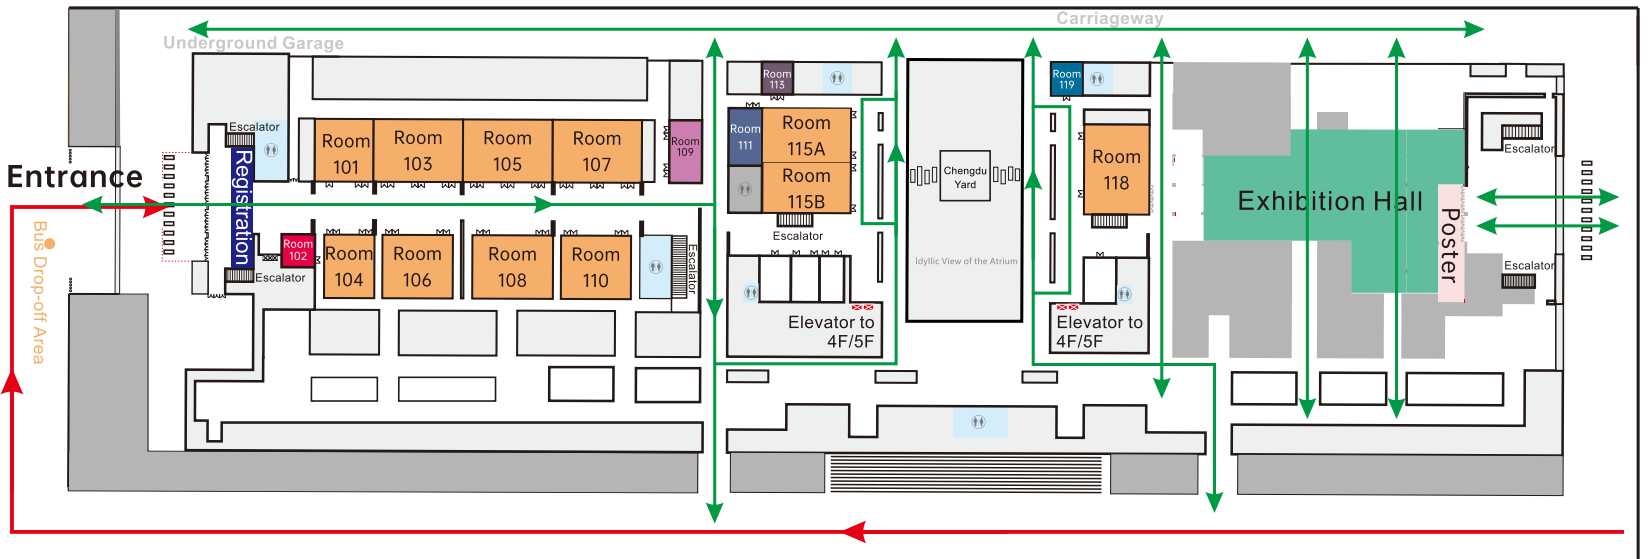 Carriageway
Underground Garage
Entrance
Bus Drop-off Area
Escalator
Registration
Escalator
Room
102
Room
101
Room
103
Room
105
Room
107
Room
109
Room
104
Room
106
Room
108
Room
110
Escalator
Room
113
Room
111
Room
115A
Room
115B
Escalator
Elevator to
4F/5F
Chengdu
Yard
Idyllic View of the Atrium
Room
119
Room
118
Elevator to
4F/5F
Exhibition Hall
Poster
Escalator
Escalator